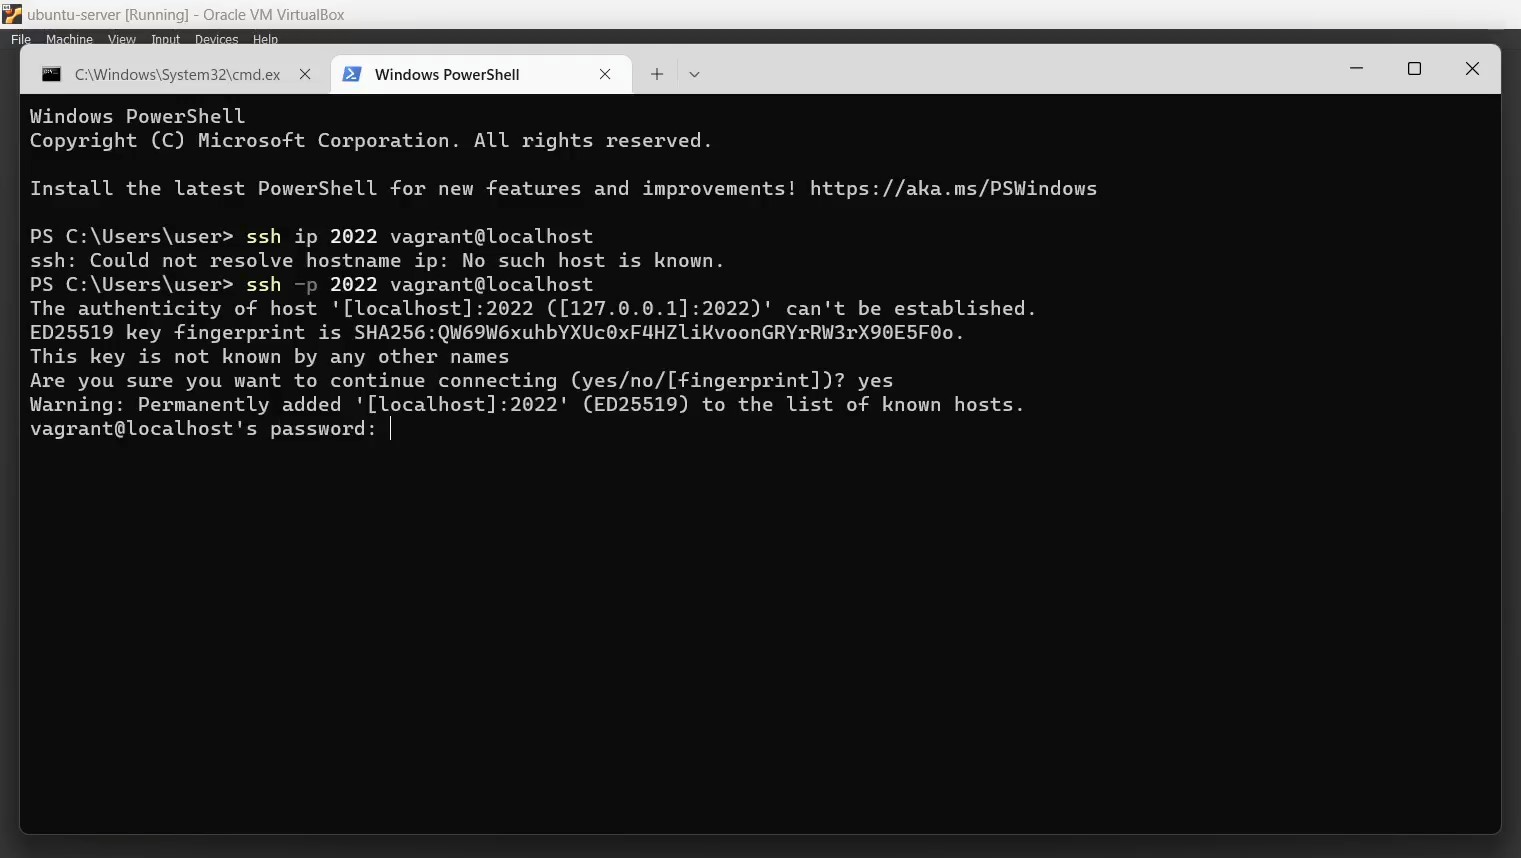 ubuntu-server [Running] - Oracle VM VirtualBox
File Machine View Input Devices Help
C:\Windows\System32\cmd.ex
Windows PowerShell
Windows PowerShell
Copyright (C) Microsoft Corporation. All rights reserved.
Install the latest PowerShell for new features and improvements! https://aka.ms/PSWindows
PS C:\Users\user> ssh ip 2022 vagrant@localhost
ssh: Could not resolve hostname ip: No such host is known.
PS C:\Users\user> ssh -p 2022 vagrant@localhost
The authenticity of host '[localhost]:2022 ([127.0.0.1]:2022)' can't be established.
ED25519 key fingerprint is SHA256:QW69W6xuhbYXUc0xF4HZliKvoonGRYrRW3rX90E5F0o.
This key is not known by any other names
Are you sure you want to continue connecting (yes/no/[fingerprint])? yes
Warning: Permanently added '[localhost]:2022' (ED25519) to the list of known hosts.
vagrant@localhost's password: